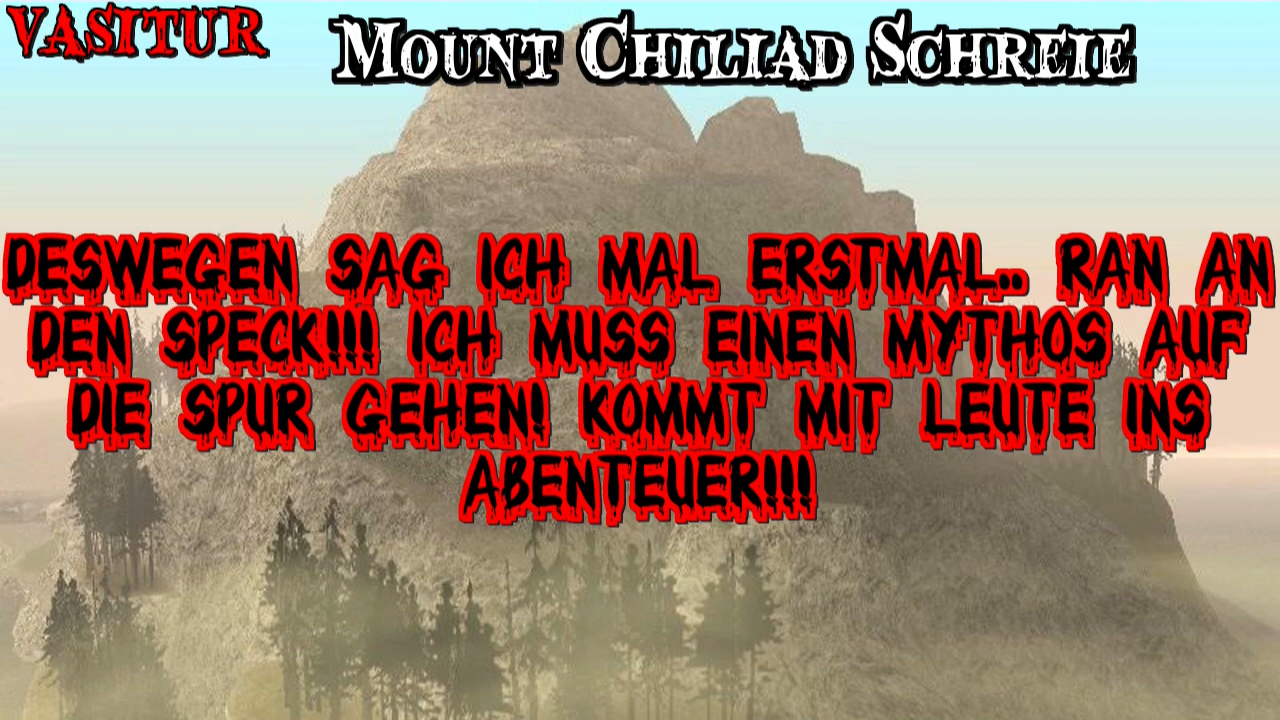 VASITUR
MOUNT CHILIAD SCHREIE
DESWEGEN SAG ICH MAL ERSTMAL.. RAN AN
DEN SPECK!!! ICH MUSS EINEN MYTHOS AUF
DIE SPUR GEHEN! KOMMT MIT LEUTE INS
ABENTEUER!!!